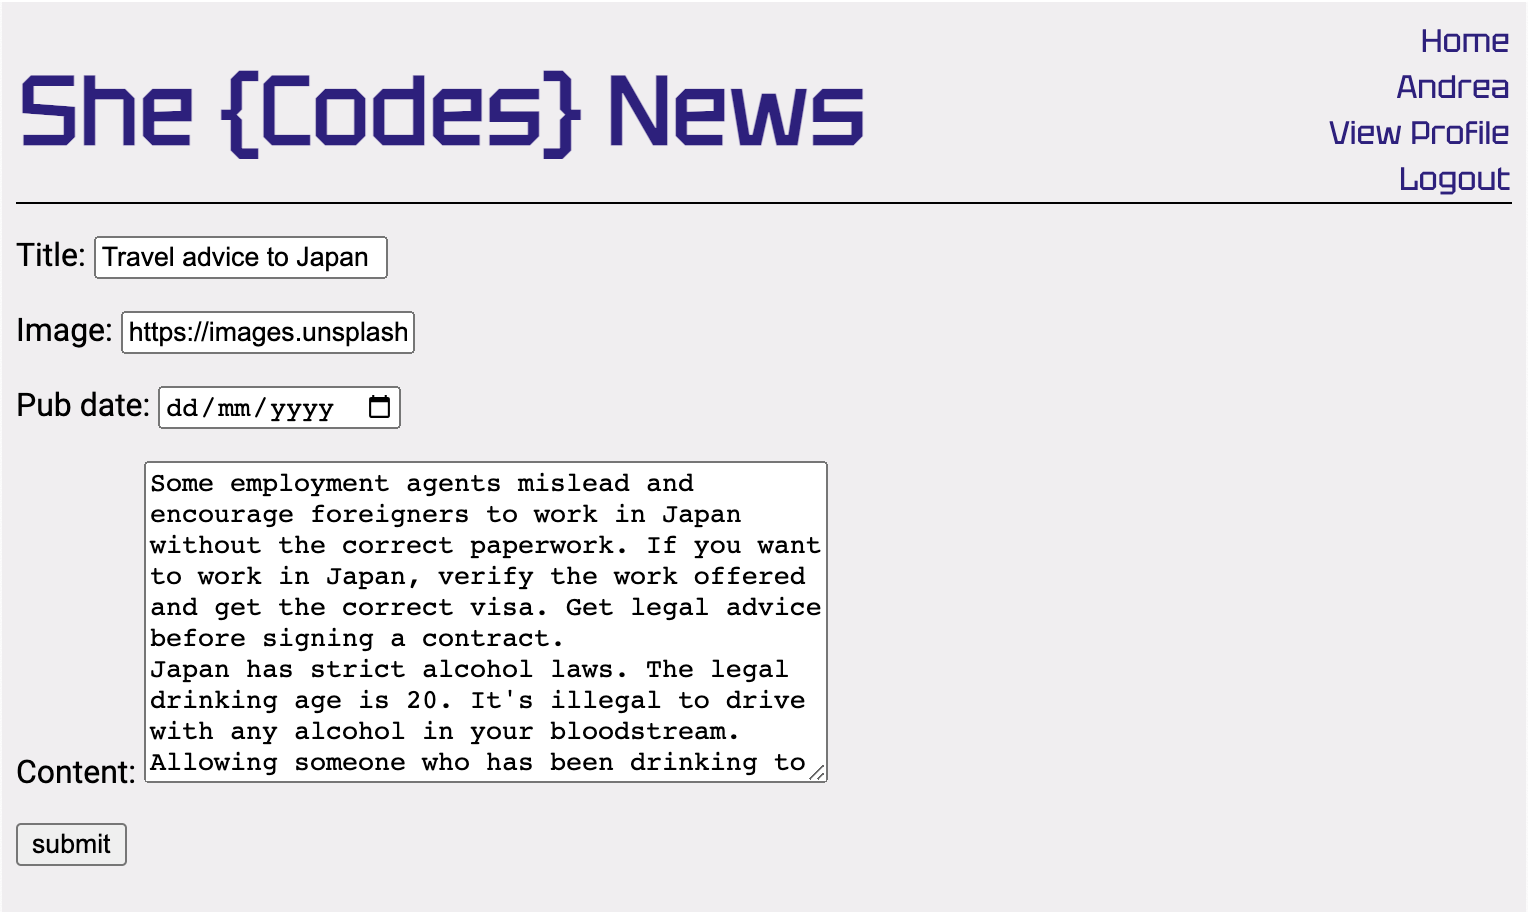 She {Codes} News
Home
Andrea
View Profile
Logout
Title: Travel advice to Japan
Image: https://images.unsplash
Pub date: dd/mm/yyyy
Some employment agents mislead and
encourage foreigners to work in Japan
without the correct paperwork. If you want
to work in Japan, verify the work offered
and get the correct visa. Get legal advice
before signing a contract.
Japan has strict alcohol laws. The legal
drinking age is 20. It's illegal to drive
with any alcohol in your bloodstream.
Allowing someone who has been drinking to
Content:
submit